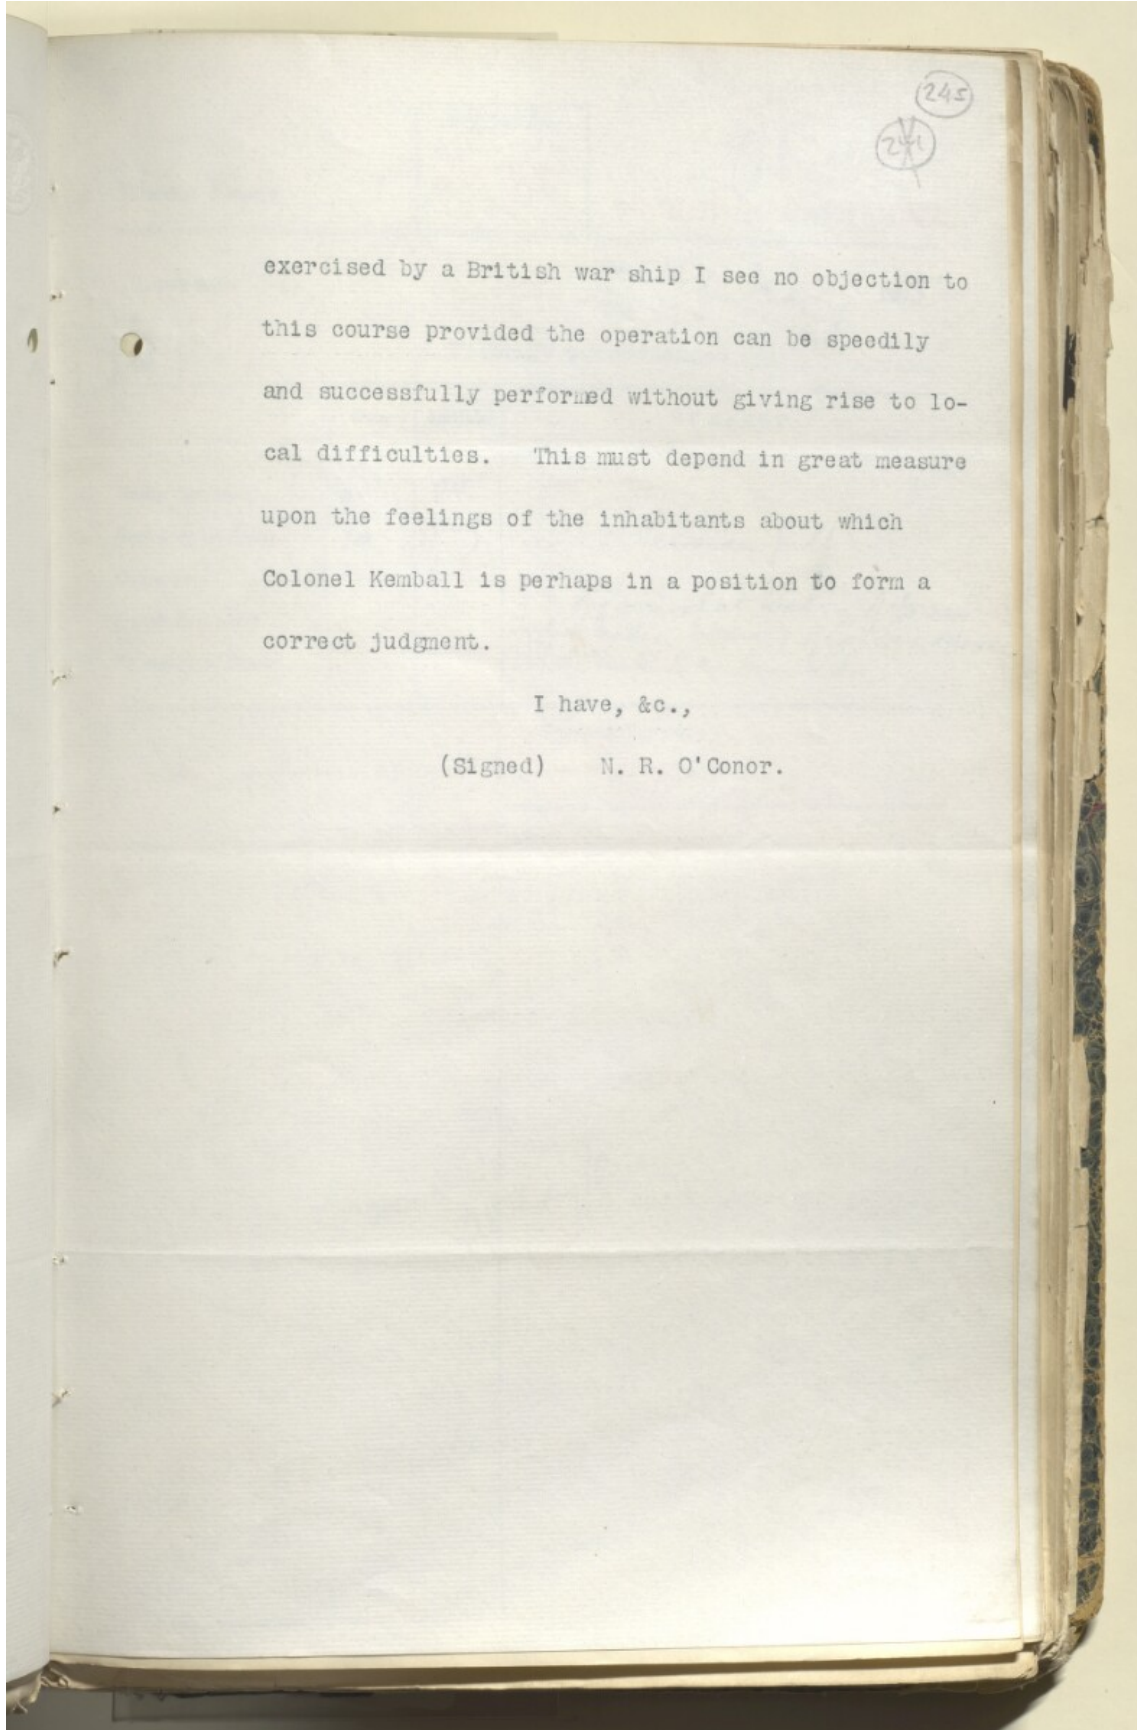 245
241
exercised by a British war ship I see no objection to
this course provided the operation can be speedily
and successfully performed without giving rise to lo-
cal difficulties. This must depend in great measure
upon the feelings of the inhabitants about which
Colonel Kemball is perhaps in a position to form a
correct judgment.
I have, &c.,
(Signed) N. R. O'Conor.